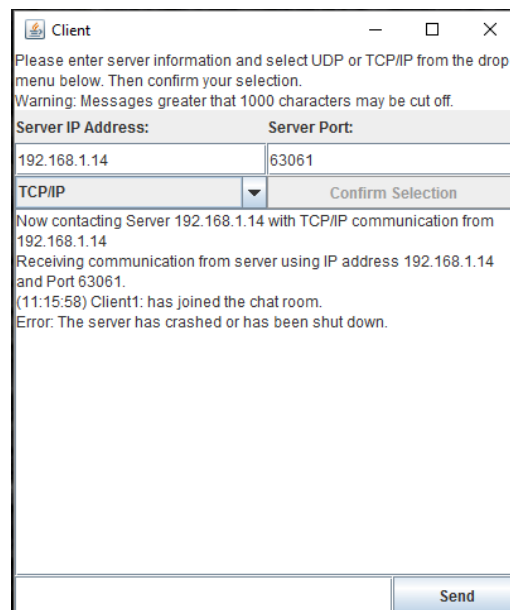 Client
Please enter server information and select UDP or TCP/IP from the drop
menu below. Then confirm your selection.
Warning: Messages greater that 1000 characters may be cut off.
Server IP Address: Server Port:
192.168.1.14 63061
TCP/IP Confirm Selection
Now contacting Server 192.168.1.14 with TCP/IP communication from
192.168.1.14
Receiving communication from server using IP address 192.168.1.14
and Port 63061.
(11:15:58) Client1: has joined the chat room.
Error: The server has crashed or has been shut down.
Send